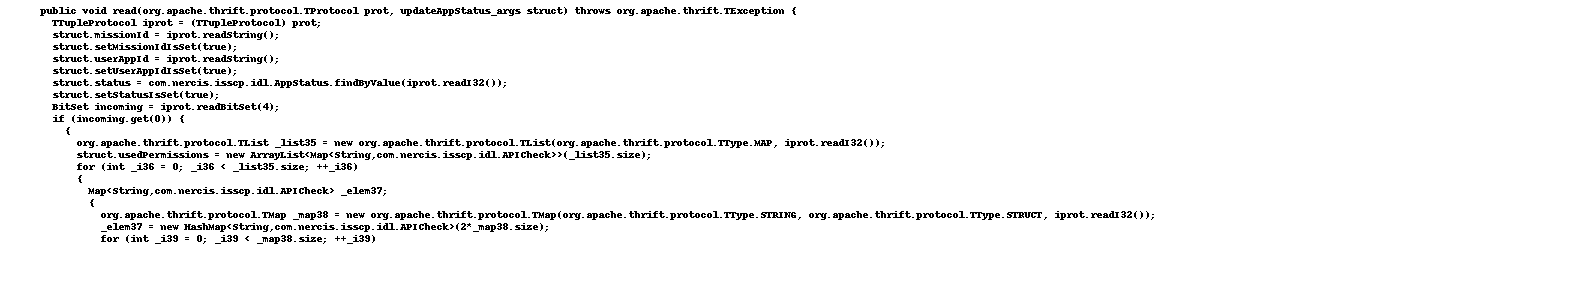 public void read(org.apache.thrift.protocol.TProtocol prot, updateAppStatus_args struct) throws org.apache.thrift.TException {
TTupleProtocol iprot = (TTupleProtocol) prot;
struct.missionId = iprot.readString();
struct.setMissionIdIsSet(true);
struct.userAppId = iprot.readString();
struct.setUserAppIdIsSet(true);
struct.status = com.nercis.isscp.idl.AppStatus.findByValue(iprot.readI32());
struct.setStatusIsSet(true);
BitSet incoming = iprot.readBitSet(4);
if (incoming.get(0)) {
{
org.apache.thrift.protocol.TList _list35 = new org.apache.thrift.protocol.TList(org.apache.thrift.protocol.TType.MAP, iprot.readI32());
struct.usedPermissions = new ArrayList<Map<String,com.nercis.isscp.idl.APICheck>>(_list35.size);
for (int _i36 = 0; _i36 < _list35.size; ++_i36)
{
Map<String,com.nercis.isscp.idl.APICheck> _elem37;
{
org.apache.thrift.protocol.TMap _map38 = new org.apache.thrift.protocol.TMap(org.apache.thrift.protocol.TType.STRING, org.apache.thrift.protocol.TType.STRUCT, iprot.readI32());
_elem37 = new HashMap<String,com.nercis.isscp.idl.APICheck>(2*_map38.size);
for (int _i39 = 0; _i39 < _map38.size; ++_i39)